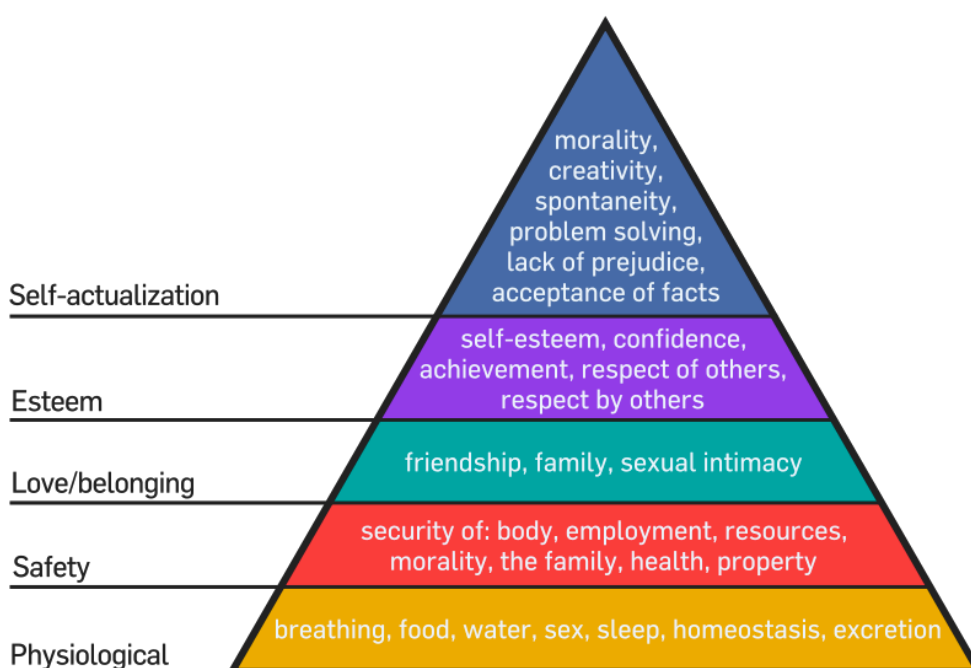 morality,
creativity,
spontaneity,
problem solving,
lack of prejudice,
acceptance of facts
Self-actualization
self-esteem, confidence,
achievement, respect of others,
respect by others
Esteem
friendship, family, sexual intimacy
Love/belonging
security of: body, employment, resources,
morality, the family, health, property
Safety
breathing, food, water, sex, sleep, homeostasis, excretion
Physiological